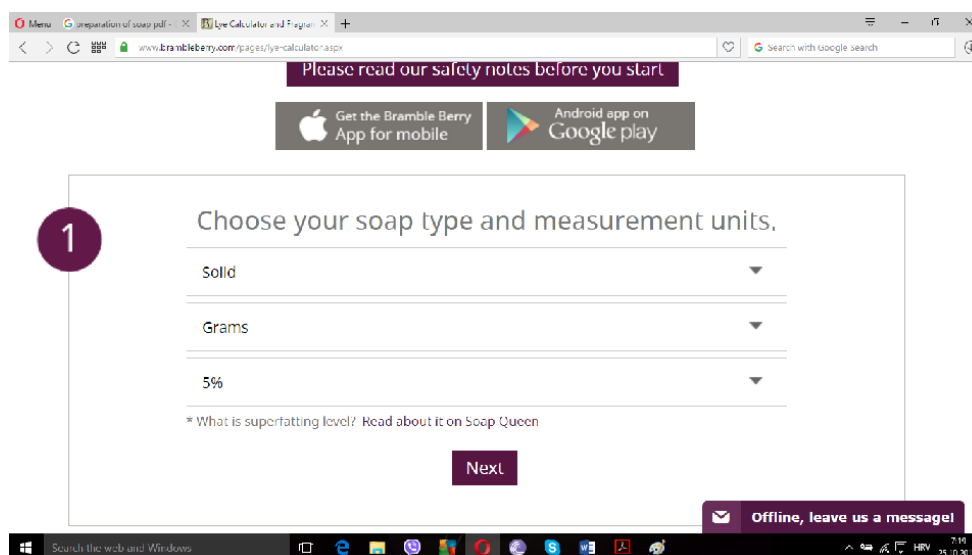 Menu
preparation of soap pdf -
Lye Calculator and Fragran
www.brambleberry.com/pages/lye-calculator.aspx
Search with Google Search
Please read our safety notes before you start
Get the Bramble Berry
App for mobile
Android app on
Google play
1
Choose your soap type and measurement units.
Solid
Grams
5%
* What is superfatting level? Read about it on Soap Queen
Next
Offline, leave us a message!
Search the web and Windows
HRV
7:19